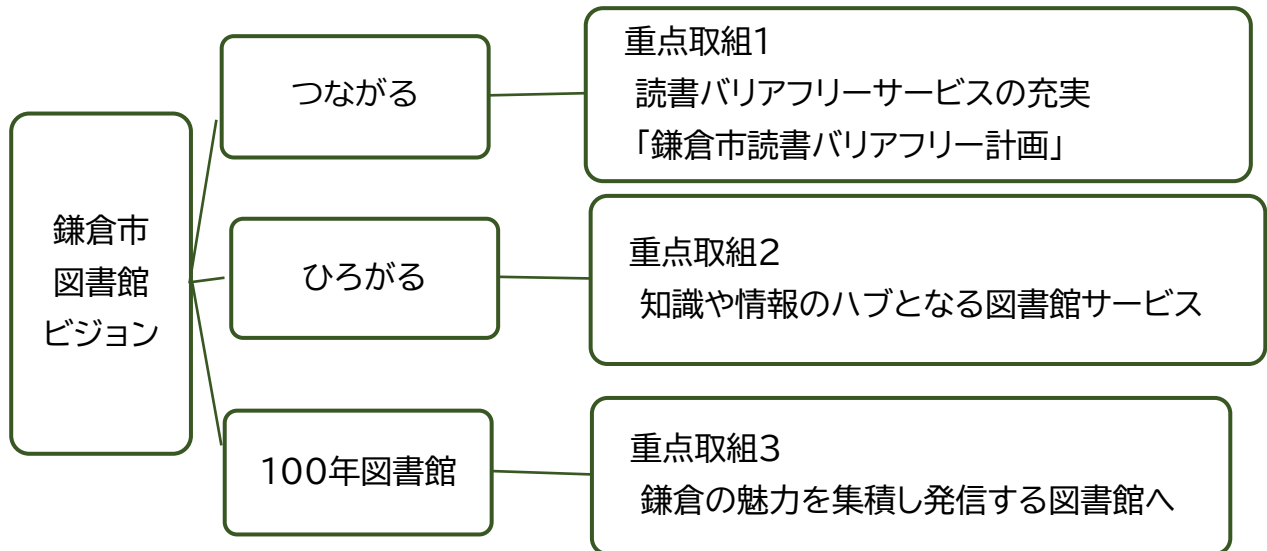 鎌倉市
図書館
ビジョン
つながる
重点取組1
読書バリアフリーサービスの充実
「鎌倉市読書バリアフリー計画」
ひろがる
重点取組2
知識や情報のハブとなる図書館サービス
100年図書館
重点取組3
鎌倉の魅力を集積し発信する図書館へ